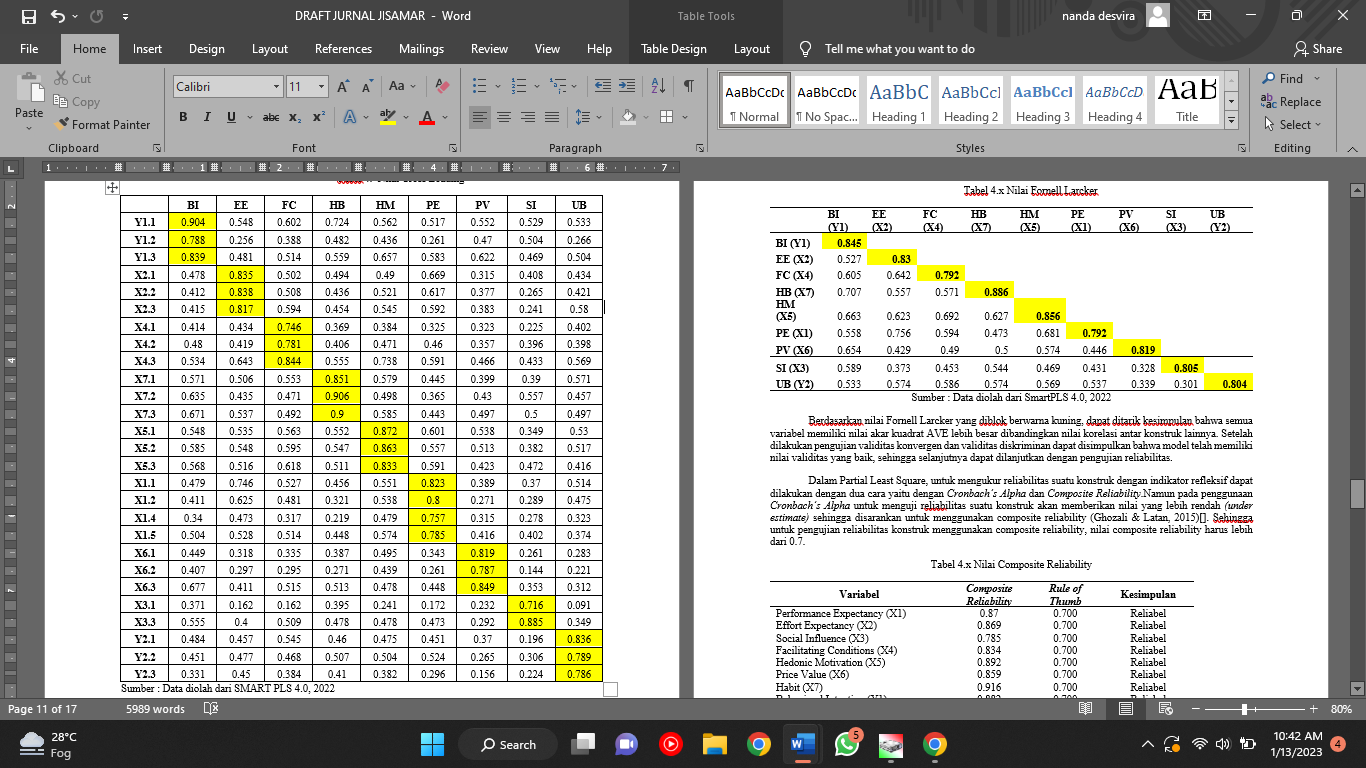 DRAFT JURNAL JISAMAR - Word
Table Tools
nanda desvira
File Home Insert Design Layout References Mailings Review View Help Table Design Layout Tell me what you want to do Share
Paste
Cut
Copy
Format Painter
Calibri 11
Clipboard Font Paragraph Styles Editing
AaBbCcDc AaBbCcDc AaBbC AaBbCcI AaBbCcI AaBbCcD AaB
¶ Normal ¶ No Spac... Heading 1 Heading 2 Heading 3 Heading 4 Title
Find
Replace
Select
BI EE FC HB HM PE PV SI UB
Y1.1 0.904 0.548 0.602 0.724 0.562 0.517 0.552 0.529 0.533
Y1.2 0.788 0.256 0.388 0.482 0.436 0.261 0.47 0.504 0.266
Y1.3 0.839 0.481 0.514 0.559 0.657 0.583 0.622 0.469 0.504
X2.1 0.478 0.835 0.502 0.494 0.49 0.669 0.315 0.408 0.434
X2.2 0.412 0.838 0.508 0.436 0.521 0.617 0.377 0.265 0.421
X2.3 0.415 0.817 0.594 0.454 0.545 0.592 0.383 0.241 0.58
X4.1 0.414 0.434 0.746 0.369 0.384 0.325 0.323 0.225 0.402
X4.2 0.48 0.419 0.781 0.406 0.471 0.46 0.357 0.396 0.398
X4.3 0.534 0.643 0.844 0.555 0.738 0.591 0.466 0.433 0.569
X7.1 0.571 0.506 0.553 0.851 0.579 0.445 0.399 0.39 0.571
X7.2 0.635 0.435 0.471 0.906 0.498 0.365 0.43 0.557 0.457
X7.3 0.671 0.537 0.492 0.9 0.585 0.443 0.497 0.5 0.497
X5.1 0.548 0.535 0.563 0.552 0.872 0.601 0.538 0.349 0.53
X5.2 0.585 0.548 0.595 0.547 0.863 0.557 0.513 0.382 0.517
X5.3 0.568 0.516 0.618 0.511 0.833 0.591 0.423 0.472 0.416
X1.1 0.479 0.746 0.527 0.456 0.551 0.823 0.389 0.37 0.514
X1.2 0.411 0.625 0.481 0.321 0.538 0.8 0.271 0.289 0.475
X1.4 0.34 0.473 0.317 0.219 0.479 0.757 0.315 0.278 0.323
X1.5 0.504 0.528 0.514 0.448 0.574 0.785 0.416 0.402 0.374
X6.1 0.449 0.318 0.335 0.387 0.495 0.343 0.819 0.261 0.283
X6.2 0.407 0.297 0.295 0.271 0.439 0.261 0.787 0.144 0.221
X6.3 0.677 0.411 0.515 0.513 0.478 0.448 0.849 0.353 0.312
X3.1 0.371 0.162 0.162 0.395 0.241 0.172 0.232 0.716 0.091
X3.3 0.555 0.4 0.509 0.478 0.478 0.473 0.292 0.885 0.349
Y2.1 0.484 0.457 0.545 0.46 0.475 0.451 0.37 0.196 0.836
Y2.2 0.451 0.477 0.468 0.507 0.504 0.524 0.265 0.306 0.789
Y2.3 0.331 0.45 0.384 0.41 0.382 0.296 0.156 0.224 0.786
Sumber : Data diolah dari SMART PLS 4.0, 2022
Tabel 4.x Nilai Fornell Larcker
BI (Y1) EE (X2) FC (X4) HB (X7) HM (X5) PE (X1) PV (X6) SI (X3) UB (Y2)
BI (Y1) 0.845
EE (X2) 0.527 0.83
FC (X4) 0.605 0.642 0.792
HB (X7) 0.707 0.557 0.571 0.886
HM (X5) 0.663 0.623 0.692 0.627 0.856
PE (X1) 0.558 0.756 0.594 0.473 0.681 0.792
PV (X6) 0.654 0.429 0.49 0.5 0.574 0.446 0.819
SI (X3) 0.589 0.373 0.453 0.544 0.469 0.431 0.328 0.805
UB (Y2) 0.533 0.574 0.586 0.574 0.569 0.537 0.339 0.301 0.804
Sumber : Data diolah dari SmartPLS 4.0, 2022
Berdasarkan nilai Fornell Larcker yang diblok berwarna kuning, dapat ditarik kesimpulan bahwa semua
variabel memiliki nilai akar kuadrat AVE lebih besar dibandingkan nilai korelasi antar konstruk lainnya. Setelah
dilakukan pengujian validitas konvergen dan validitas diskriminan dapat disimpulkan bahwa model telah memiliki
nilai validitas yang baik, sehingga selanjutnya dapat dilanjutkan dengan pengujian reliabilitas.
Dalam Partial Least Square, untuk mengukur reliabilitas suatu konstruk dengan indikator refleksif dapat
dilakukan dengan dua cara yaitu dengan Cronbach's Alpha dan Composite Reliability.Namun pada penggunaan
Cronbach's Alpha untuk menguji reliabilitas suatu konstruk akan memberikan nilai yang lebih rendah (under
estimate) sehingga disarankan untuk menggunakan composite reliability (Ghozali & Latan, 2015)[]. Sehingga
untuk pengujian reliabilitas konstruk menggunakan composite reliability, nilai composite reliability harus lebih
dari 0.7.
Tabel 4.x Nilai Composite Reliability
Variabel Composite Reliability Rule of Thumb Kesimpulan
Performance Expectancy (X1) 0.87 0.700 Reliabel
Effort Expectancy (X2) 0.869 0.700 Reliabel
Social Influence (X3) 0.785 0.700 Reliabel
Facilitating Conditions (X4) 0.834 0.700 Reliabel
Hedonic Motivation (X5) 0.892 0.700 Reliabel
Price Value (X6) 0.859 0.700 Reliabel
Habit (X7) 0.916 0.700 Reliabel
Page 11 of 17 5989 words 80%
28°C
Fog
Search
5
10:42 AM
1/13/2023
4